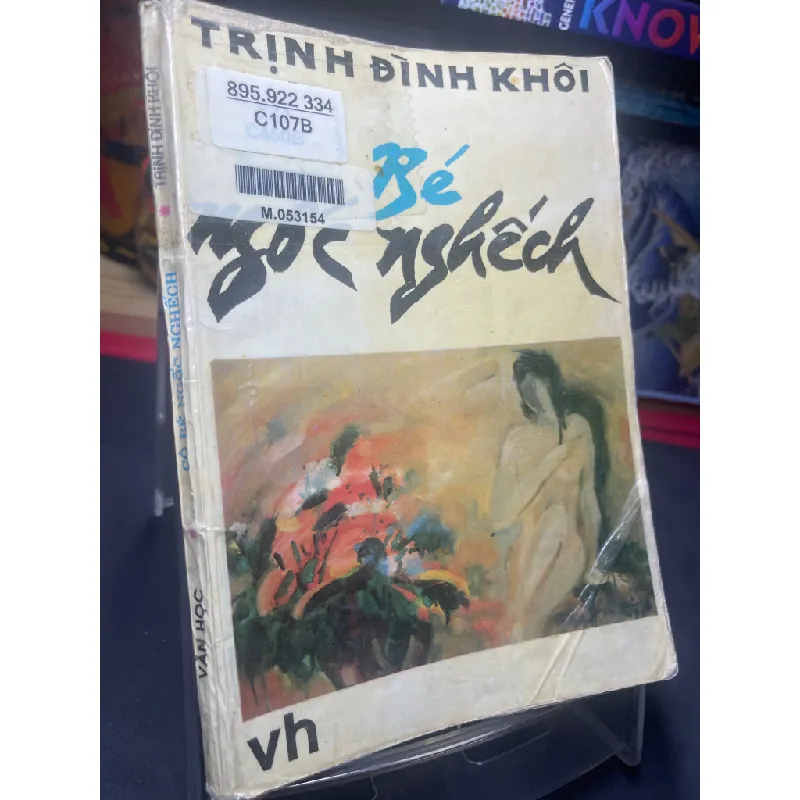 TRỊNH ĐÌNH KHÔI
895.922 334
C107B
M.053154
Bé
ngốc nghếch
vh
TRỊNH ĐÌNH KHÔI
CÔ BÉ NGỐC NGHẾCH
VĂN HỌC
KNOW